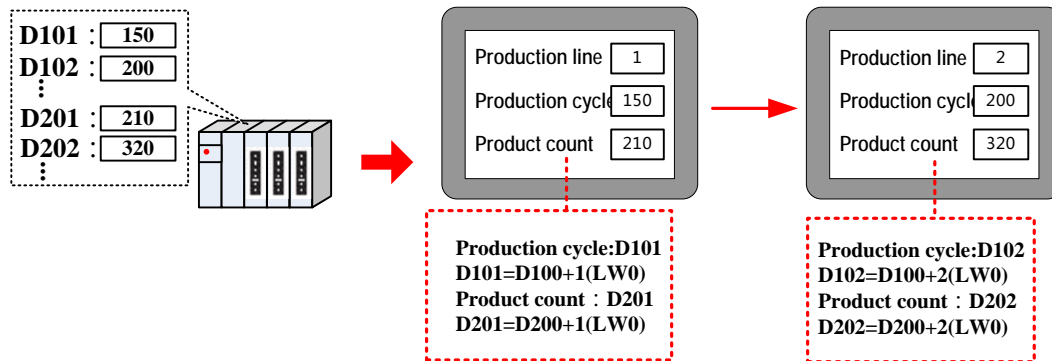 D101 : 150
D102 : 200
⋮
D201 : 210
D202 : 320
⋮
Production line 1
Production cycle 150
Product count 210
Production cycle:D101
D101=D100+1(LW0)
Product count : D201
D201=D200+1(LW0)
Production line 2
Production cycl 200
Product count 320
Production cycle:D102
D102=D100+2(LW0)
Product count : D202
D202=D200+2(LW0)